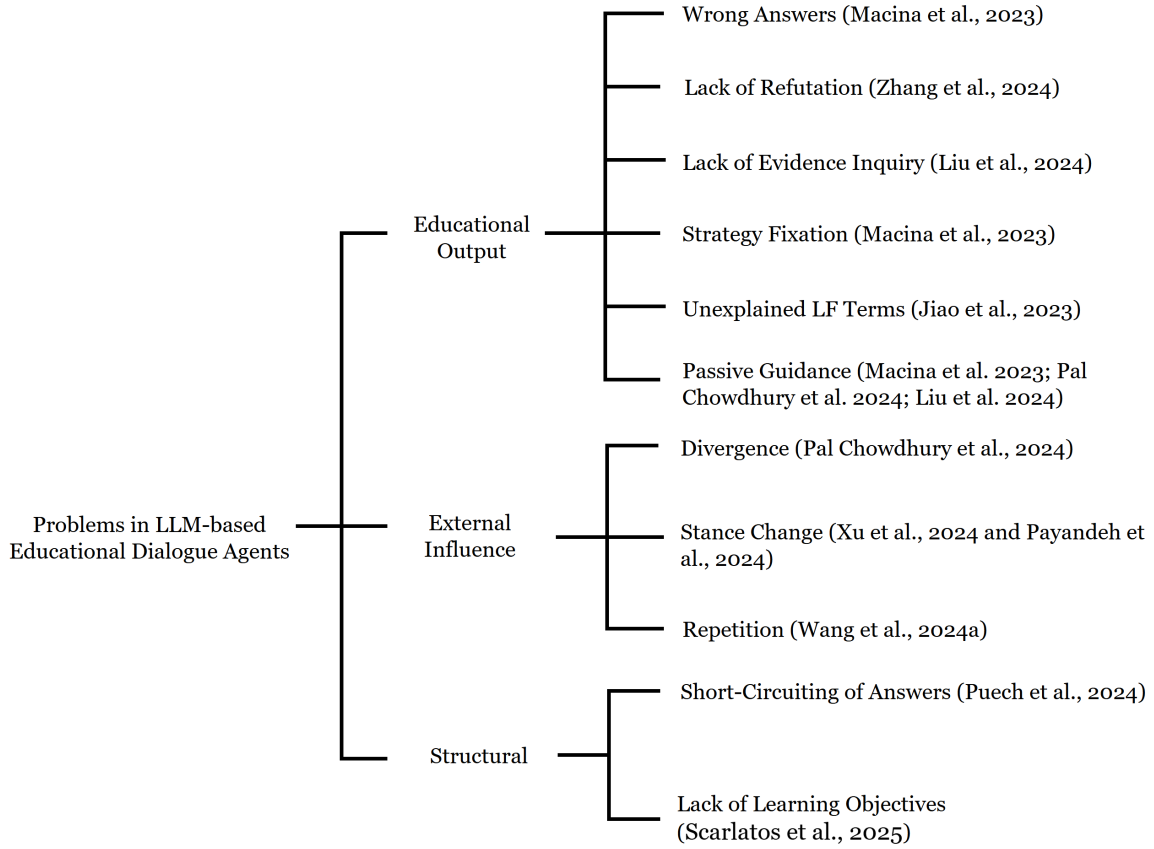 Problems in LLM-based
Educational Dialogue Agents
Educational
Output
Wrong Answers (Macina et al., 2023)
Lack of Refutation (Zhang et al., 2024)
Lack of Evidence Inquiry (Liu et al., 2024)
Strategy Fixation (Macina et al., 2023)
Unexplained LF Terms (Jiao et al., 2023)
Passive Guidance (Macina et al. 2023; Pal
Chowdhury et al. 2024; Liu et al. 2024)
External
Influence
Divergence (Pal Chowdhury et al., 2024)
Stance Change (Xu et al., 2024 and Payandeh et
al., 2024)
Repetition (Wang et al., 2024a)
Structural
Short-Circuiting of Answers (Puech et al., 2024)
Lack of Learning Objectives
(Scarlatos et al., 2025)